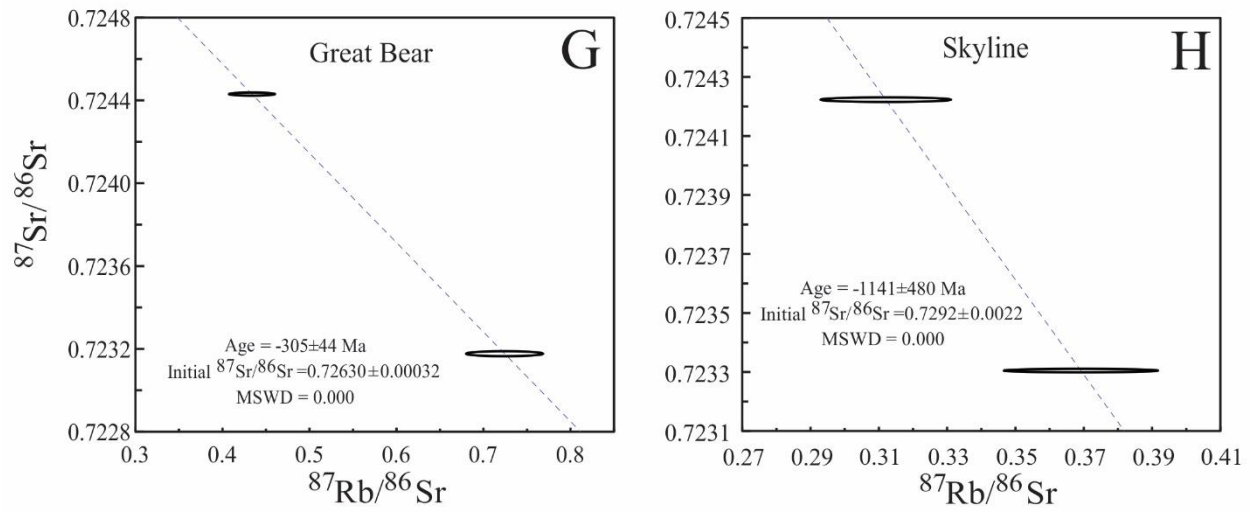 G
Great Bear
0.7248
0.7244
0.7240
0.7236
0.7232
0.7228
87Sr/86Sr
Age = -305±44 Ma
Initial 87Sr/86Sr =0.72630±0.00032
MSWD = 0.000
0.3 0.4 0.5 0.6 0.7 0.8
87Rb/86Sr
H
Skyline
0.7245
0.7243
0.7241
0.7239
0.7237
0.7235
0.7233
0.7231
Age = -1141±480 Ma
Initial 87Sr/86Sr=0.7292±0.0022
MSWD = 0.000
0.27 0.29 0.31 0.33 0.35 0.37 0.39 0.41
87Rb/86Sr